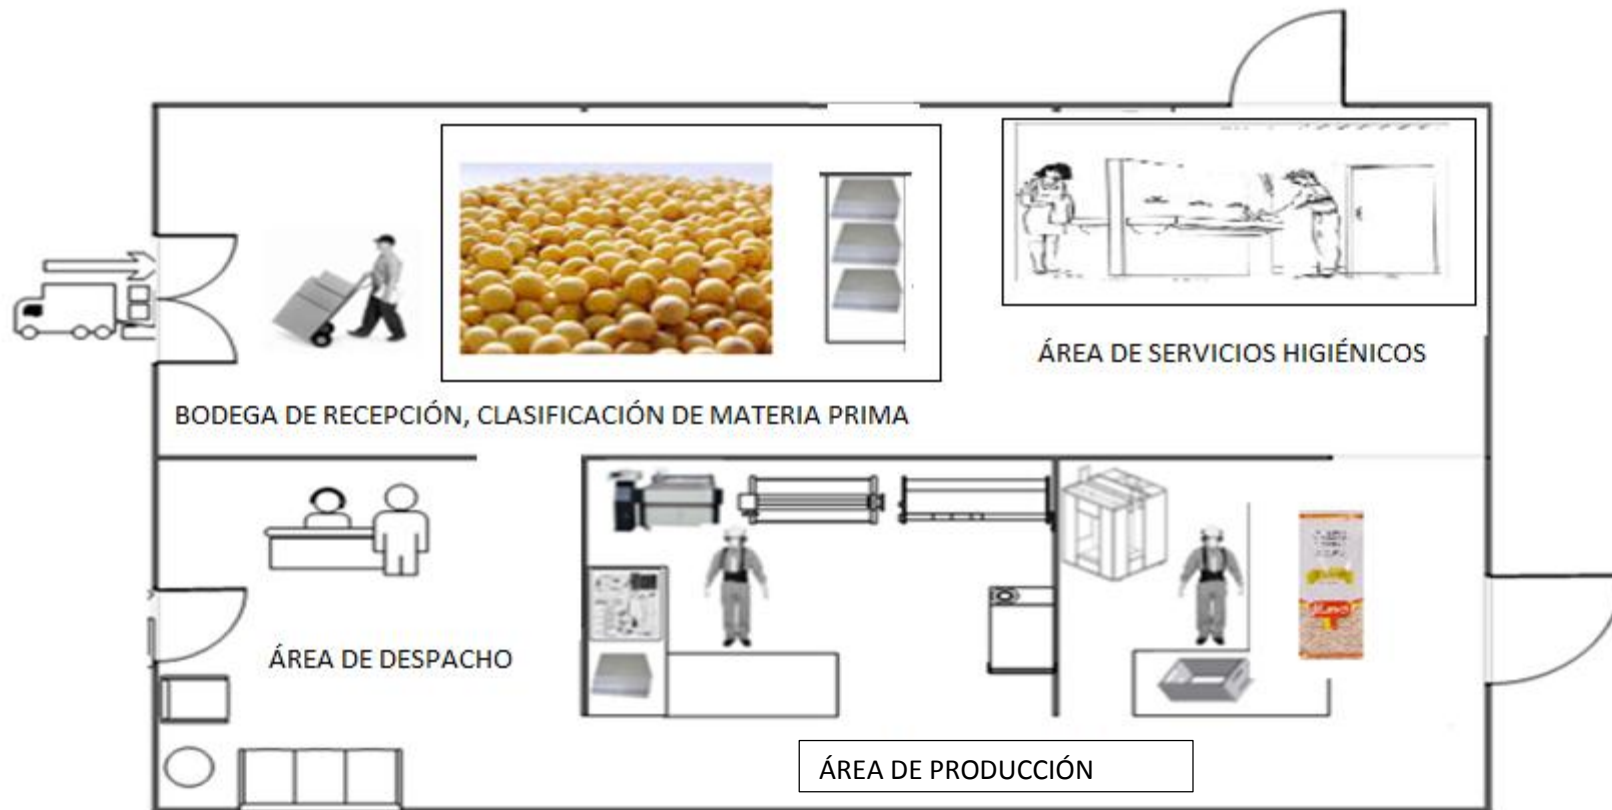 ÁREA DE SERVICIOS HIGIÉNICOS
BODEGA DE RECEPCIÓN, CLASIFICACIÓN DE MATERIA PRIMA
ÁREA DE DESPACHO
ÁREA DE PRODUCCIÓN